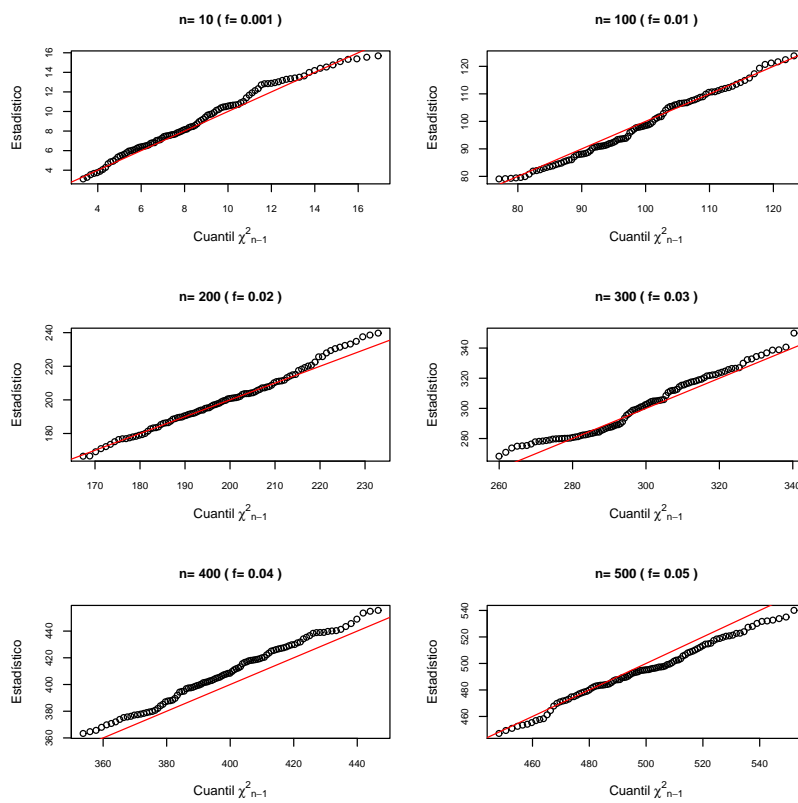 n= 10 ( f= 0.001 )
Estadístico
4 6 8 10 12 14 16
4 6 8 10 12 14 16
Cuantil χ²ₙ₋₁
n= 100 ( f= 0.01 )
Estadístico
80 90 100 110 120
80 90 100 110 120
Cuantil χ²ₙ₋₁
n= 200 ( f= 0.02 )
Estadístico
180 200 220 240
170 180 190 200 210 220 230
Cuantil χ²ₙ₋₁
n= 300 ( f= 0.03 )
Estadístico
280 300 320 340
260 280 300 320 340
Cuantil χ²ₙ₋₁
n= 400 ( f= 0.04 )
Estadístico
360 380 400 420 440
360 380 400 420 440
Cuantil χ²ₙ₋₁
n= 500 ( f= 0.05 )
Estadístico
460 480 500 520 540
460 480 500 520 540
Cuantil χ²ₙ₋₁